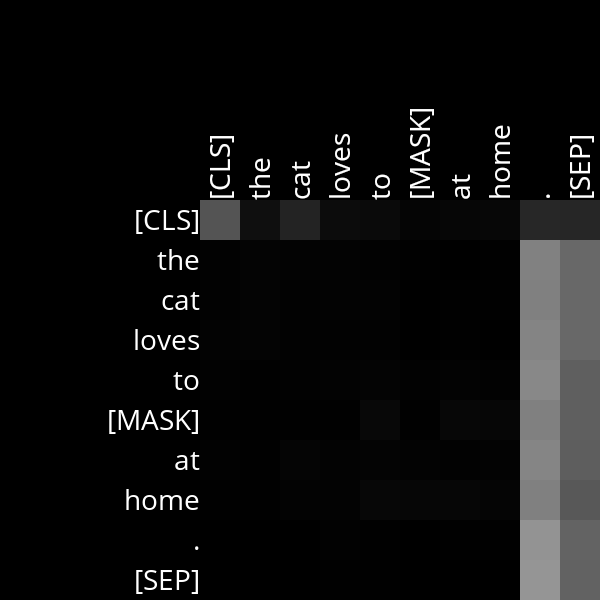 [CLS] the cat loves to [MASK] at home . [SEP]
[CLS]
the
cat
loves
to
[MASK]
at
home
.
[SEP]